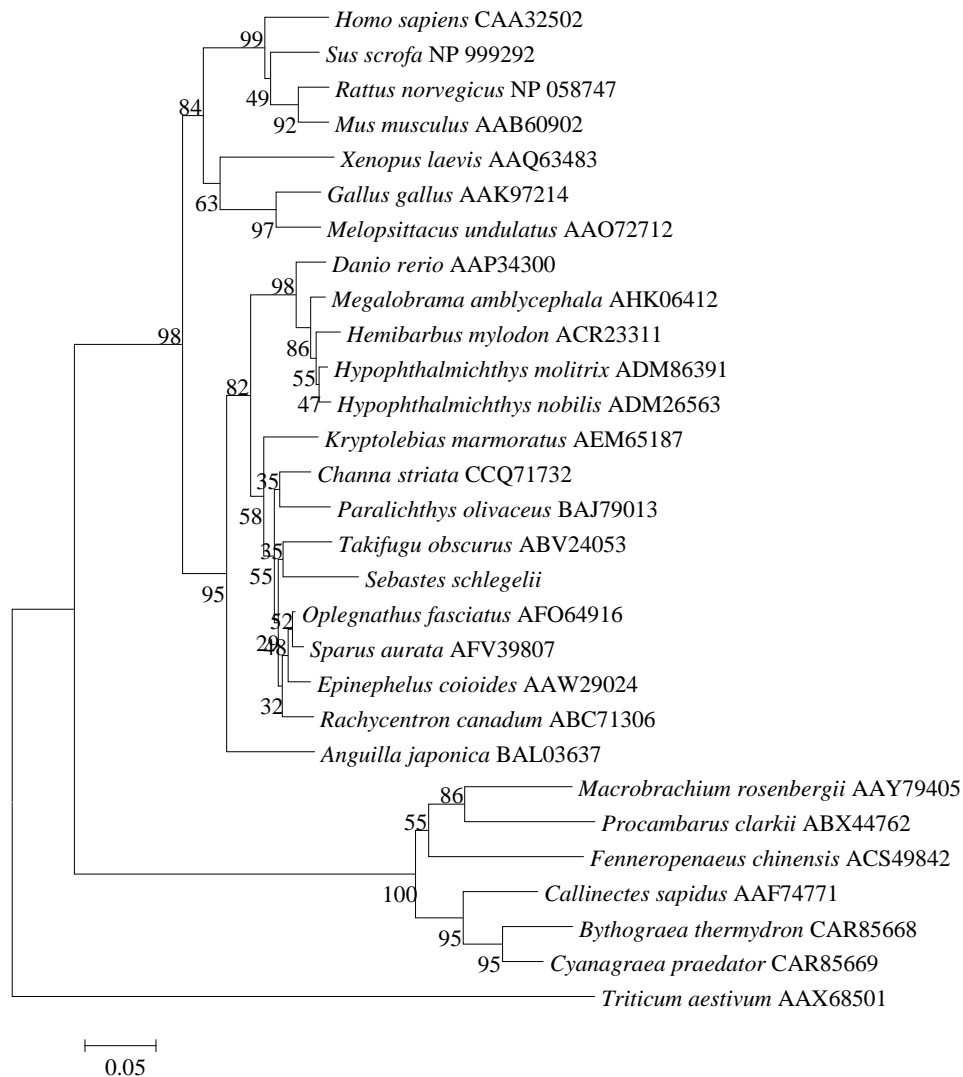 Homo sapiens CAA32502
99
Sus scrofa NP 999292
Rattus norvegicus NP 058747
49
Mus musculus AAB60902
92
84
Xenopus laevis AAQ63483
Gallus gallus AAK97214
63
Melopsittacus undulatus AAO72712
97
Danio rerio AAP34300
98
Megalobrama amblycephala AHK06412
Hemibarbus mylodon ACR23311
98
86
Hypophthalmichthys molitrix ADM86391
55
82
Hypophthalmichthys nobilis ADM26563
47
Kryptolebias marmoratus AEM65187
Channa striata CCQ71732
35
Paralichthys olivaceus BAJ79013
58
Takifugu obscurus ABV24053
35
Sebastes schlegelii
55
95
Oplegnathus fasciatus AFO64916
52
Sparus aurata AFV39807
29
48
Epinephelus coioides AAW29024
32
Rachycentron canadum ABC71306
Anguilla japonica BAL03637
Macrobrachium rosenbergii AAY79405
86
Procambarus clarkii ABX44762
55
Fenneropenaeus chinensis ACS49842
100
Callinectes sapidus AAF74771
Bythograea thermydron CAR85668
95
Cyanagraea praedator CAR85669
95
Triticum aestivum AAX68501
0.05